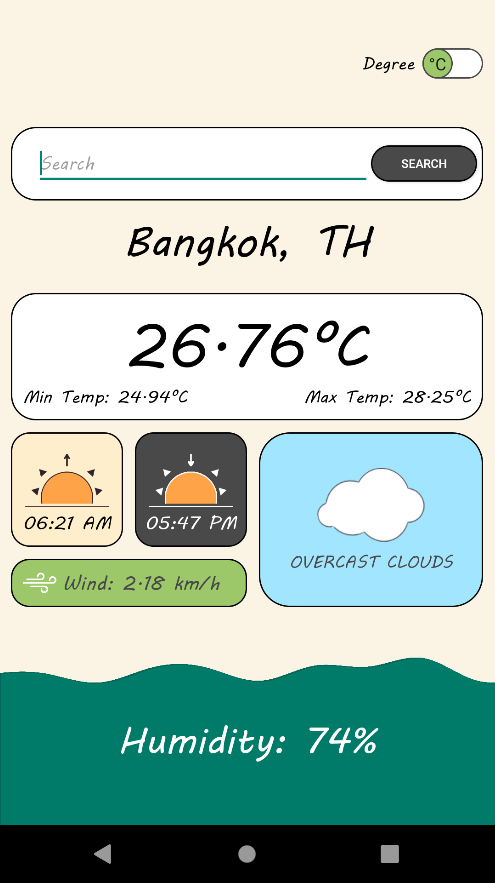 Degree °C
Search SEARCH
Bangkok, TH
26.76°C
Min Temp: 24.94°C Max Temp: 28.25°C
06:21 AM 05:47 PM
OVERCAST CLOUDS
Wind: 2.18 km/h
Humidity: 74%